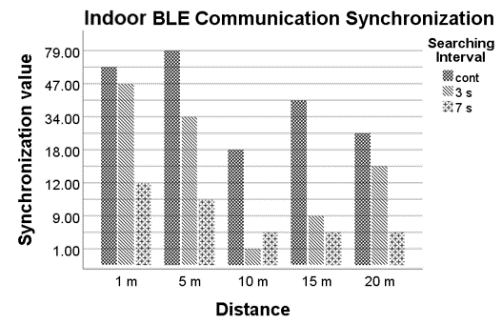 Indoor BLE Communication Synchronization
Searching
Interval
cont
3 s
7 s
Synchronization value
79.00
47.00
34.00
18.00
12.00
9.00
1.00
1 m
5 m
10 m
15 m
20 m
Distance